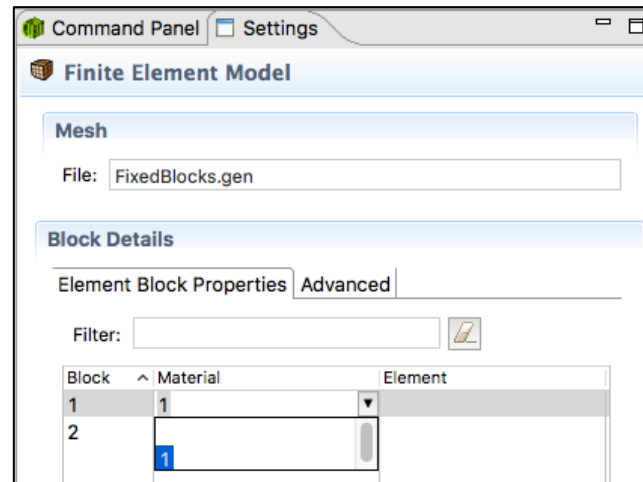 Command Panel Settings
Finite Element Model
Mesh
File: FixedBlocks.gen
Block Details
Element Block Properties Advanced
Filter:
Block Material Element
1 1
2
1